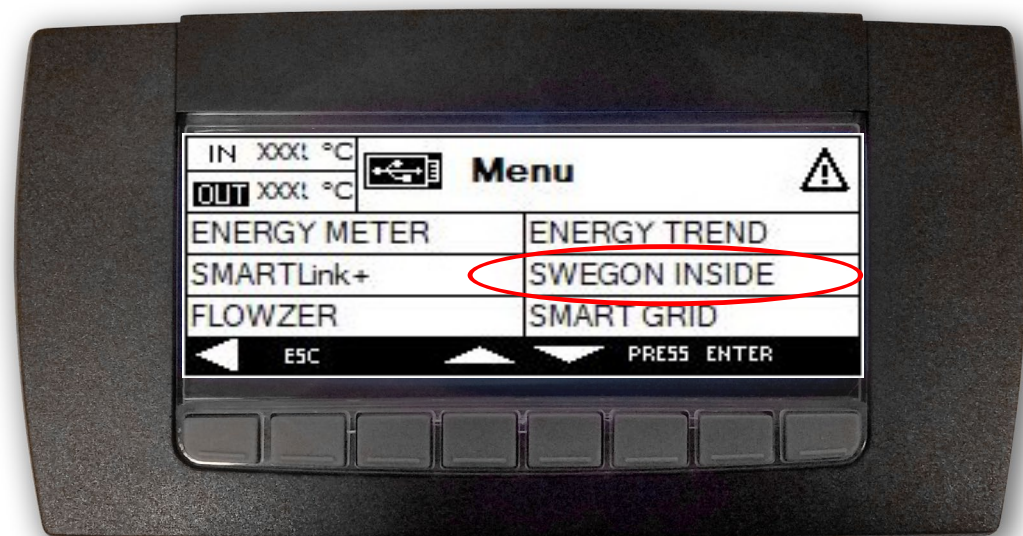 IN XXX.X °C
OUT XXX.X °C
Menu
ENERGY METER
ENERGY TREND
SMARTLink+
SWEGON INSIDE
FLOWZER
SMART GRID
ESC
PRESS ENTER